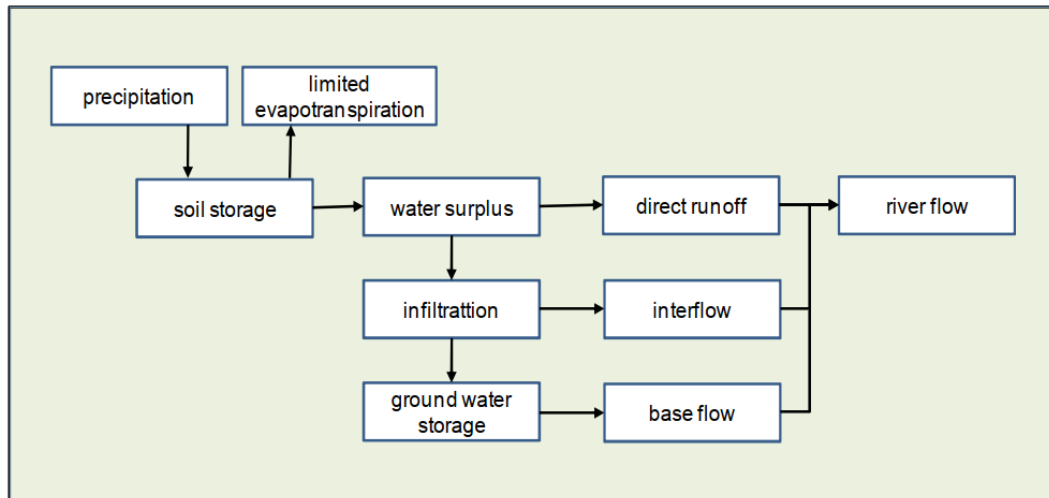 precipitation
limited
evapotranspiration
soil storage
water surplus
direct runoff
river flow
infiltrattion
interflow
ground water
storage
base flow